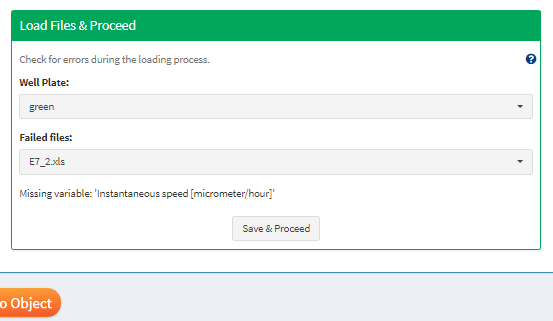 Load Files & Proceed
Check for errors during the loading process.
?
Well Plate:
green
Failed files:
E7_2.xls
Missing variable: 'Instantaneous speed [micrometer/hour]'
Save & Proceed
o Object